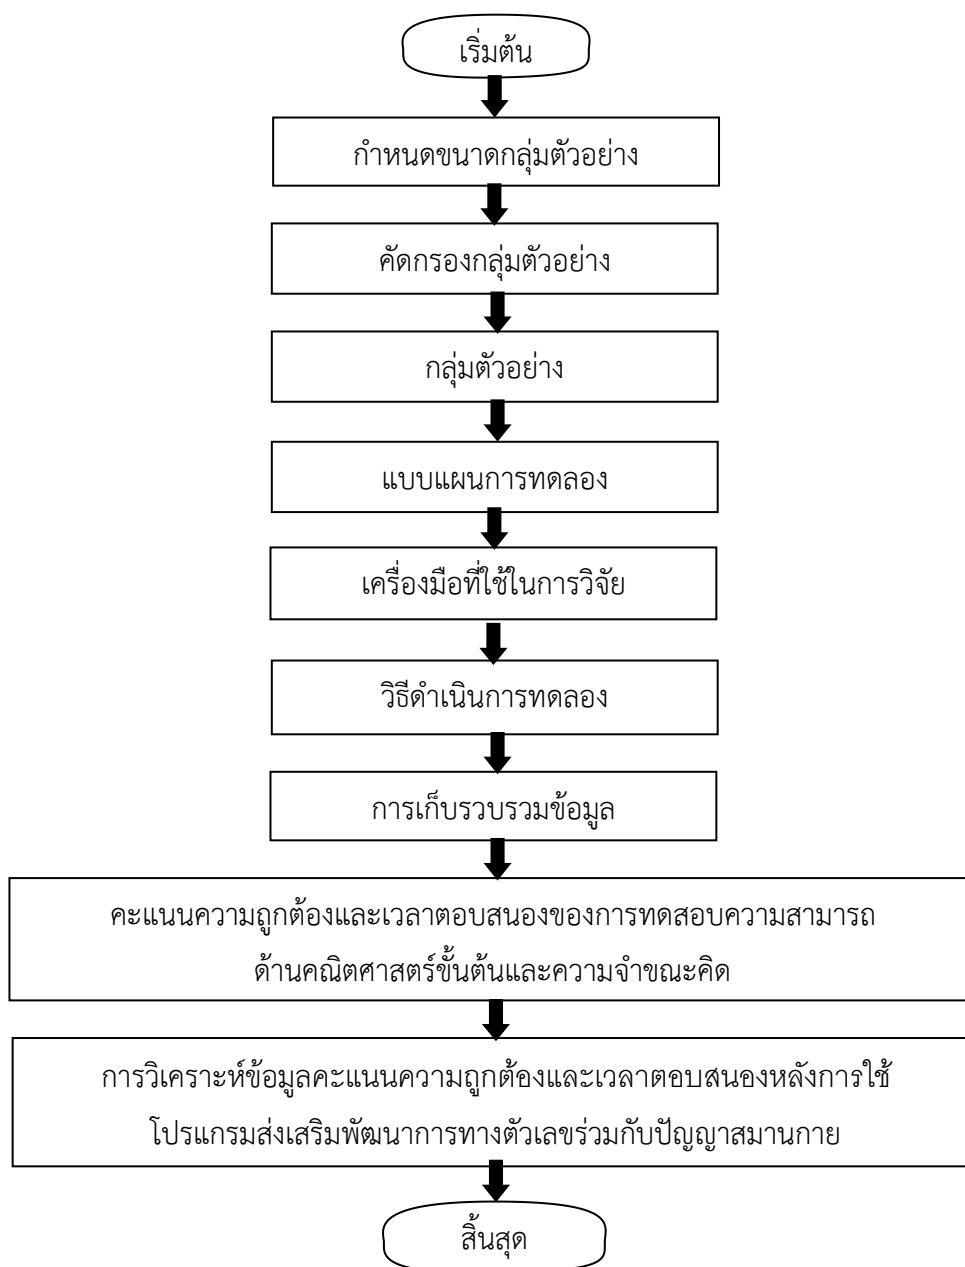 เริ่มต้น
กำหนดขนาดกลุ่มตัวอย่าง
คัดกรองกลุ่มตัวอย่าง
กลุ่มตัวอย่าง
แบบแผนการทดลอง
เครื่องมือที่ใช้ในการวิจัย
วิธีดำเนินการทดลอง
การเก็บรวบรวมข้อมูล
คะแนนความถูกต้องและเวลาตอบสนองของการทดสอบความสามารถ
ด้านคณิตศาสตร์ขั้นต้นและความจำขณะคิด
การวิเคราะห์ข้อมูลคะแนนความถูกต้องและเวลาตอบสนองหลังการใช้
โปรแกรมส่งเสริมพัฒนาการทางตัวเลขร่วมกับปัญญาสมานกาย
สิ้นสุด